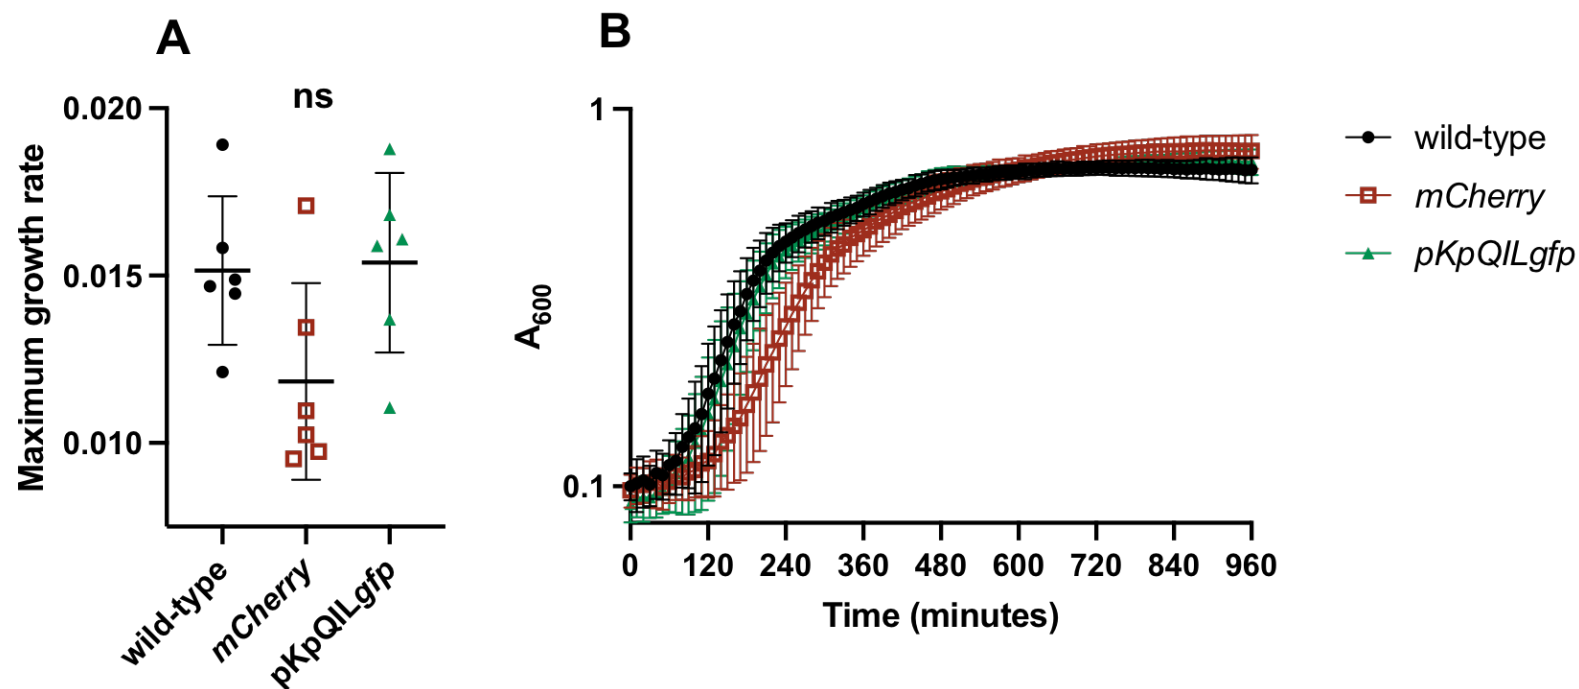 A
ns
0.020
0.015
0.010
Maximum growth rate
wild-type
mCherry
pKpQILgfp
B
1
0.1
A600
0 120 240 360 480 600 720 840 960
Time (minutes)
wild-type
mCherry
pKpQILgfp